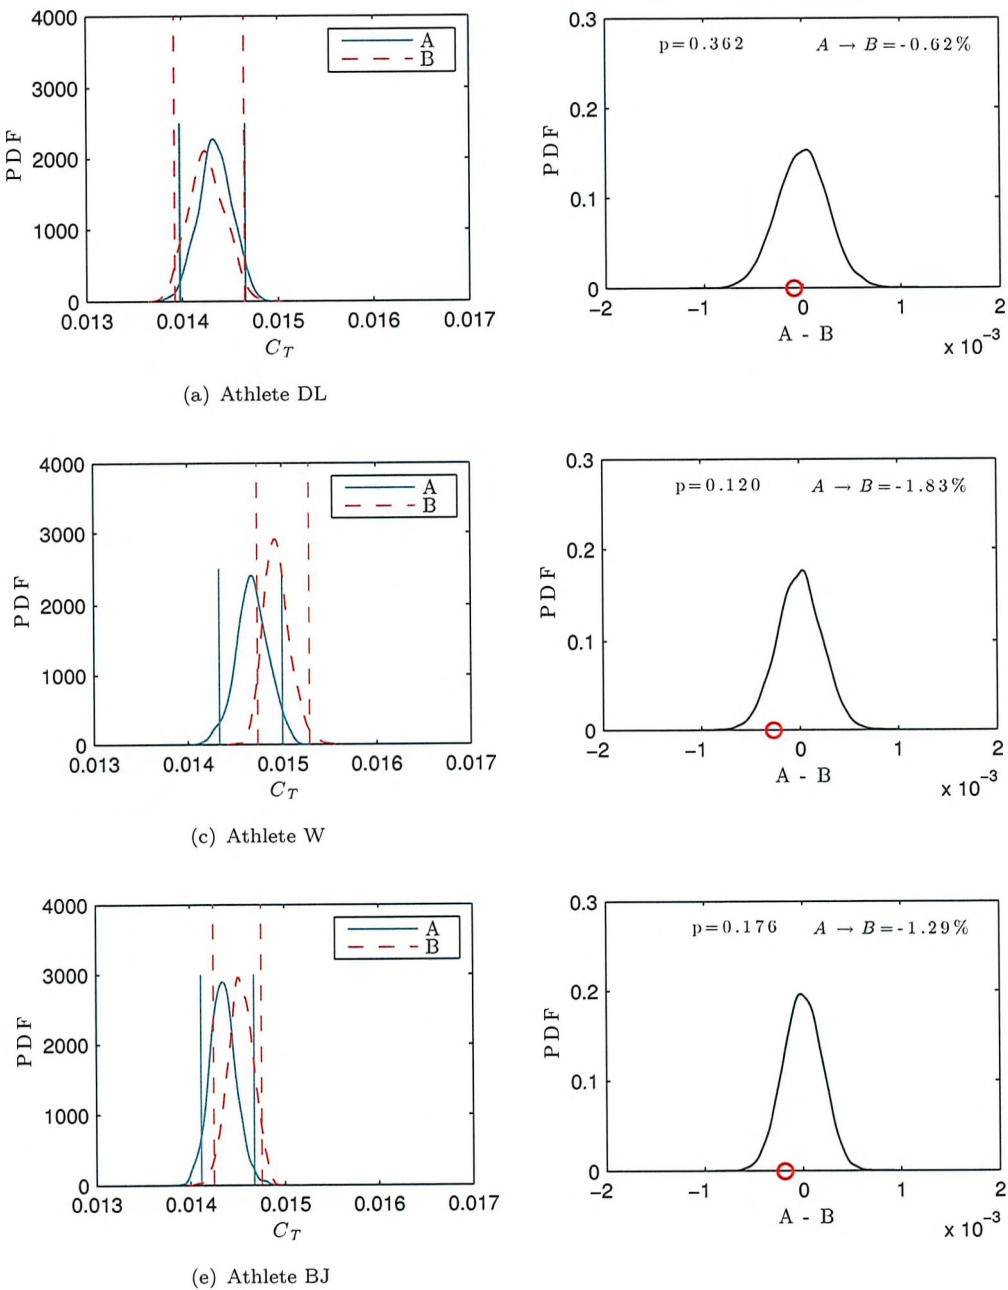 4000
3000
2000
1000
0
PDF
A
B
0.013
0.014
0.015
0.016
0.017
C_T
0.3
0.2
0.1
0
PDF
p=0.362 A → B=-0.62%
−2
−1
0
1
2
A - B
x 10⁻³
(a) Athlete DL
4000
3000
2000
1000
0
PDF
A
B
0.013
0.014
0.015
0.016
0.017
C_T
0.3
0.2
0.1
0
PDF
p=0.120 A → B=-1.83%
−2
−1
0
1
2
A - B
x 10⁻³
(c) Athlete W
4000
3000
2000
1000
0
PDF
A
B
0.013
0.014
0.015
0.016
0.017
C_T
0.3
0.2
0.1
0
PDF
p=0.176 A → B=-1.29%
−2
−1
0
1
2
A - B
x 10⁻³
(e) Athlete BJ